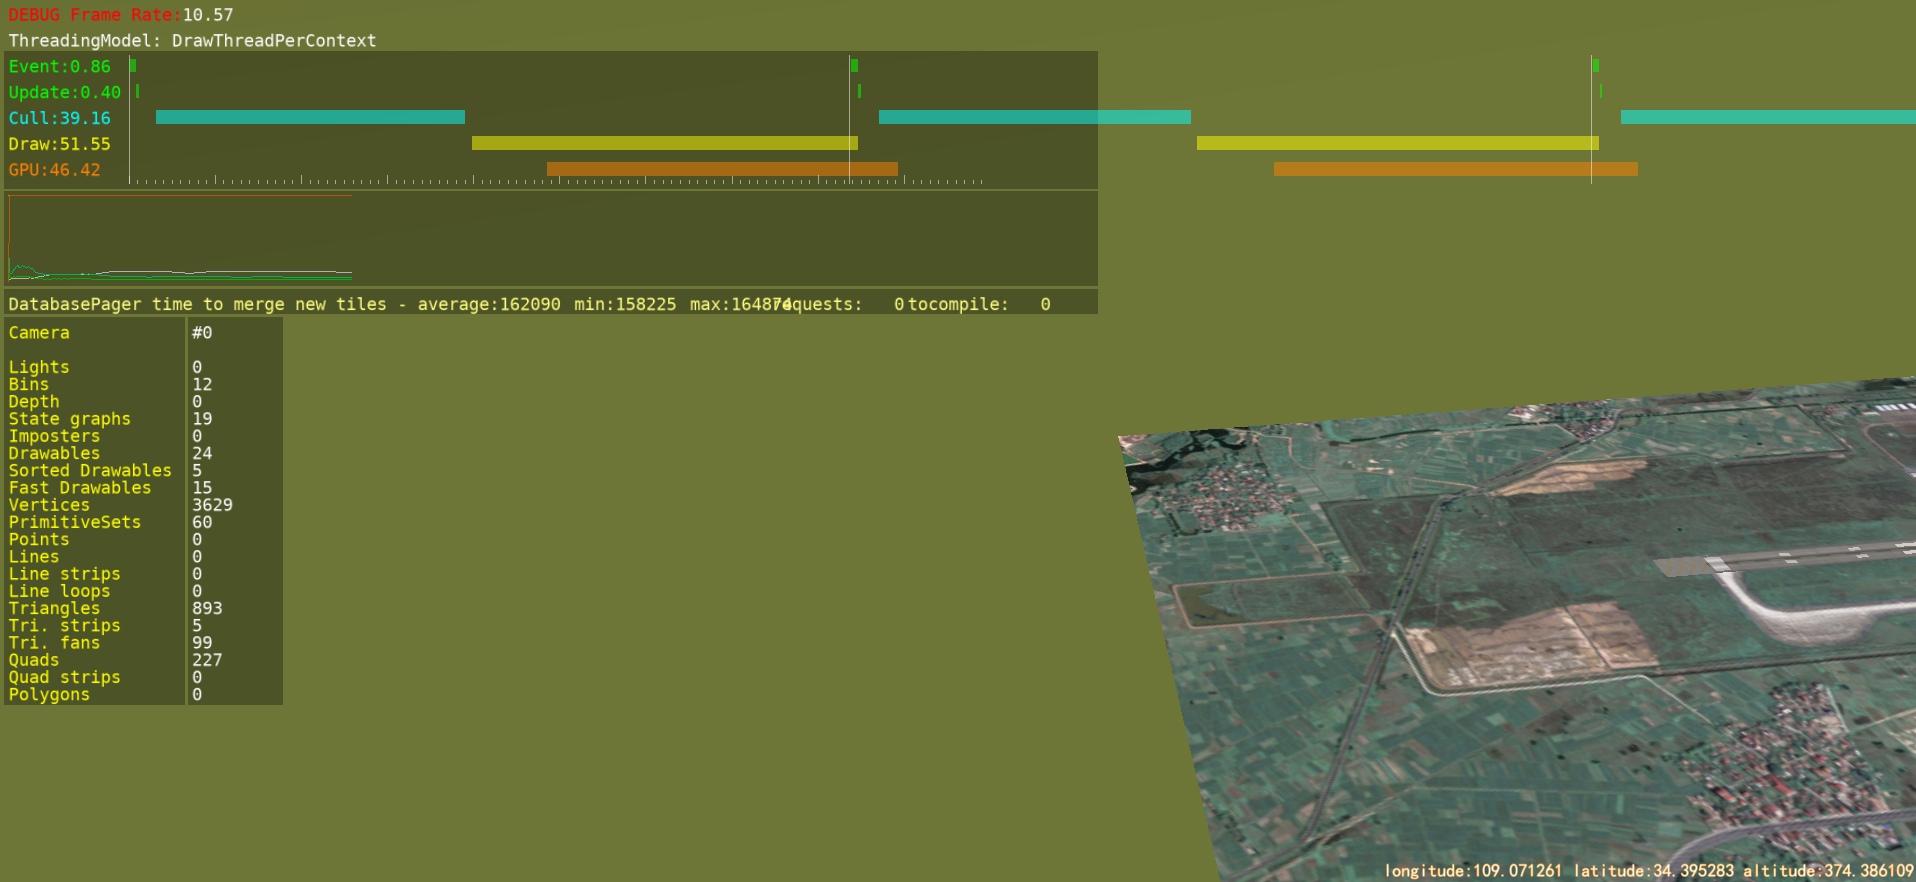 DEBUG Frame Rate:10.57
ThreadingModel: DrawThreadPerContext
Event:0.86
Update:0.40
Cull:39.16
Draw:51.55
GPU:46.42
DatabasePager time to merge new tiles - average:162090 min:158225 max:164874 requests: 0 tocompile: 0
Camera #0
Lights 0
Bins 12
Depth 0
State graphs 19
Imposters 0
Drawables 24
Sorted Drawables 5
Fast Drawables 15
Vertices 3629
PrimitiveSets 60
Points 0
Lines 0
Line strips 0
Line loops 0
Triangles 893
Tri. strips 5
Tri. fans 99
Quads 227
Quad strips 0
Polygons 0
longitude:109.071261 latitude:34.395283 altitude:374.386109